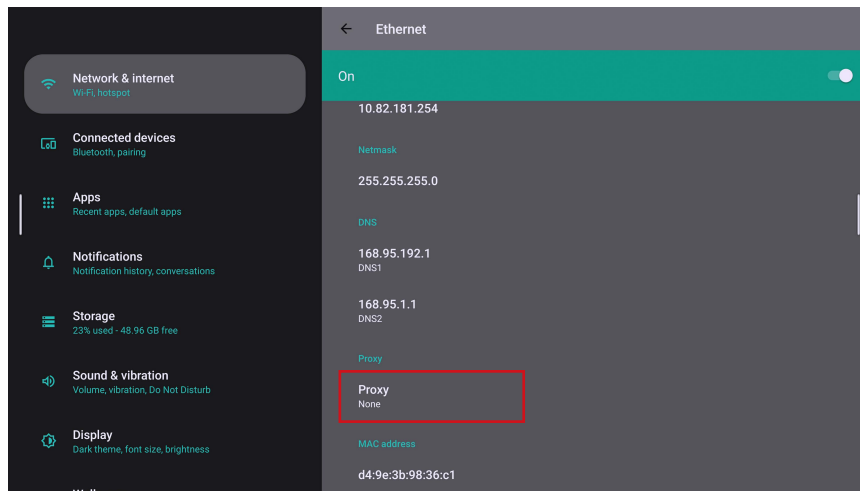 Network & internet
Wi-Fi, hotspot
Connected devices
Bluetooth, pairing
Apps
Recent apps, default apps
Notifications
Notification history, conversations
Storage
23% used - 48.96 GB free
Sound & vibration
Volume, vibration, Do Not Disturb
Display
Dark theme, font size, brightness
Ethernet
On
10.82.181.254
Netmask
255.255.255.0
DNS
168.95.192.1
DNS1
168.95.1.1
DNS2
Proxy
Proxy
None
MAC address
d4:9e:3b:98:36:c1